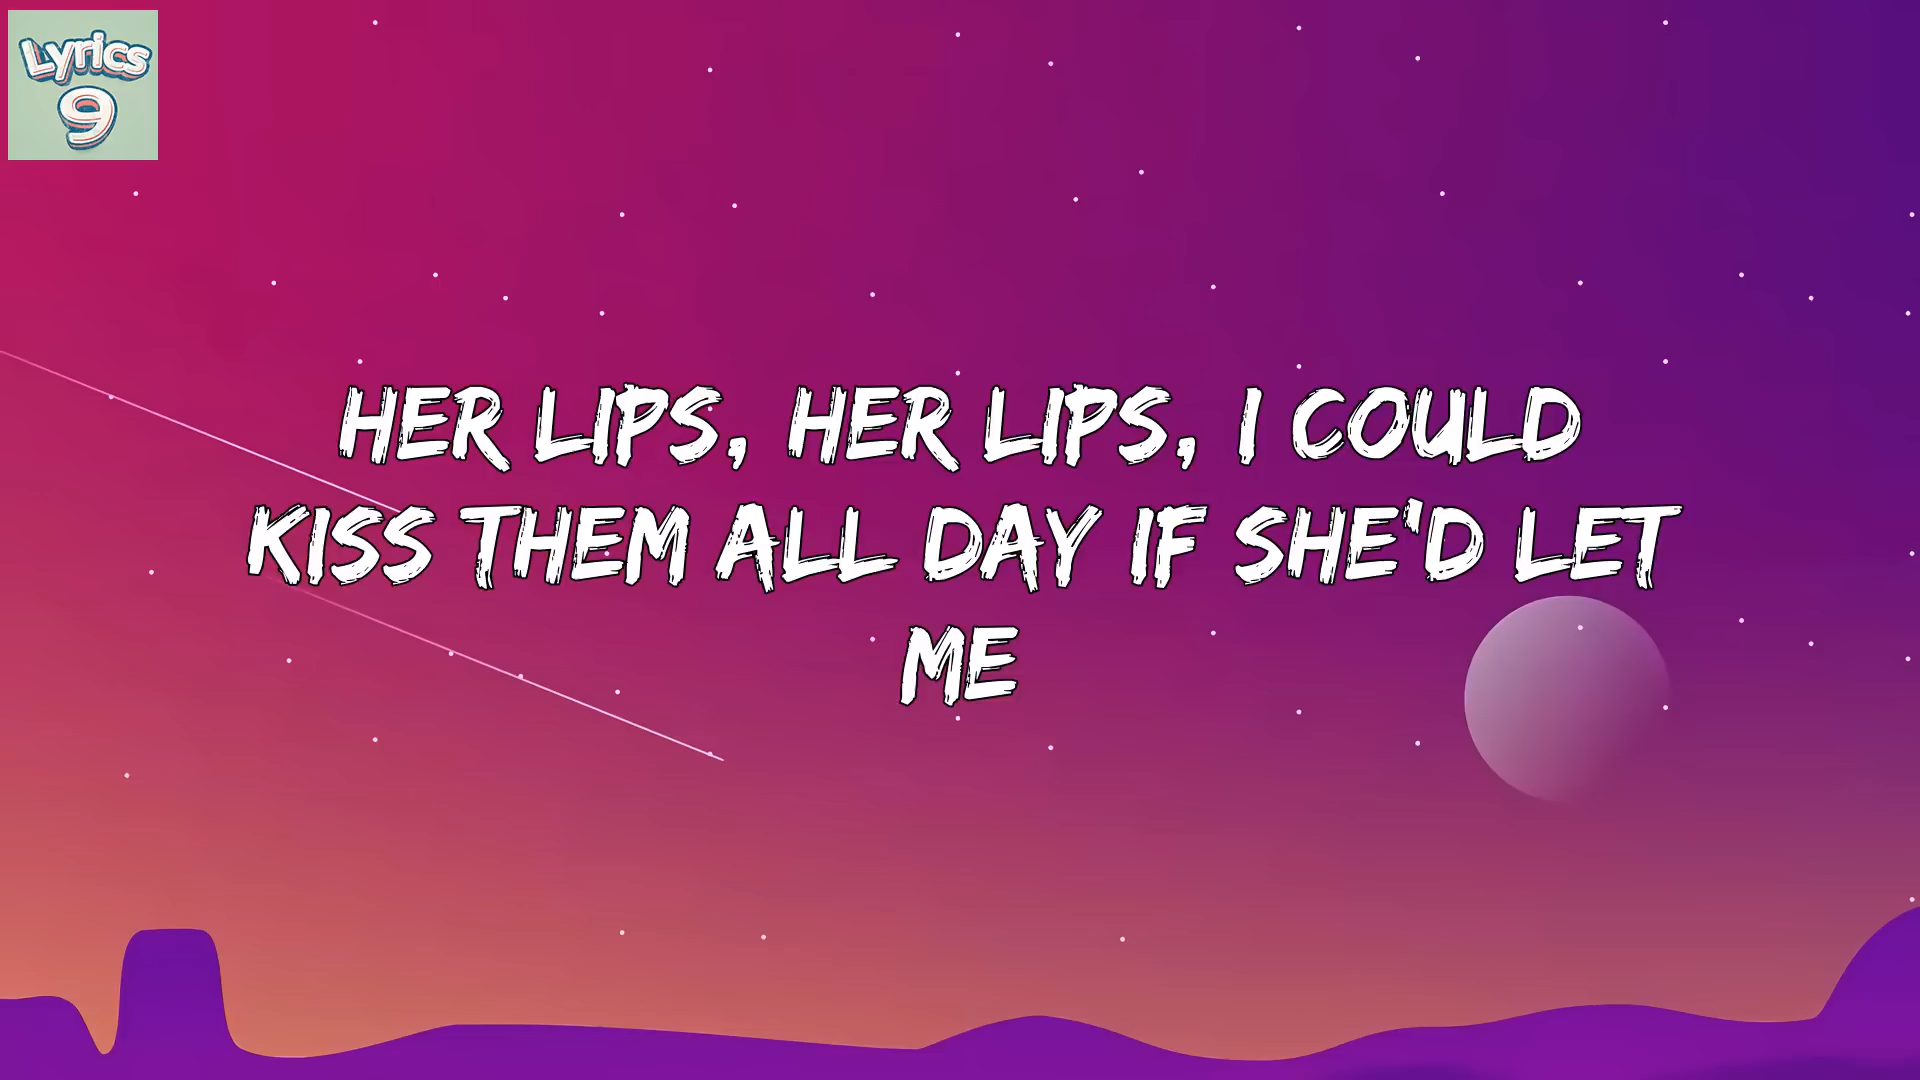 Lyrics
9
HER LIPS, HER LIPS, I COULD
KISS THEM ALL DAY IF SHE'D LET
ME